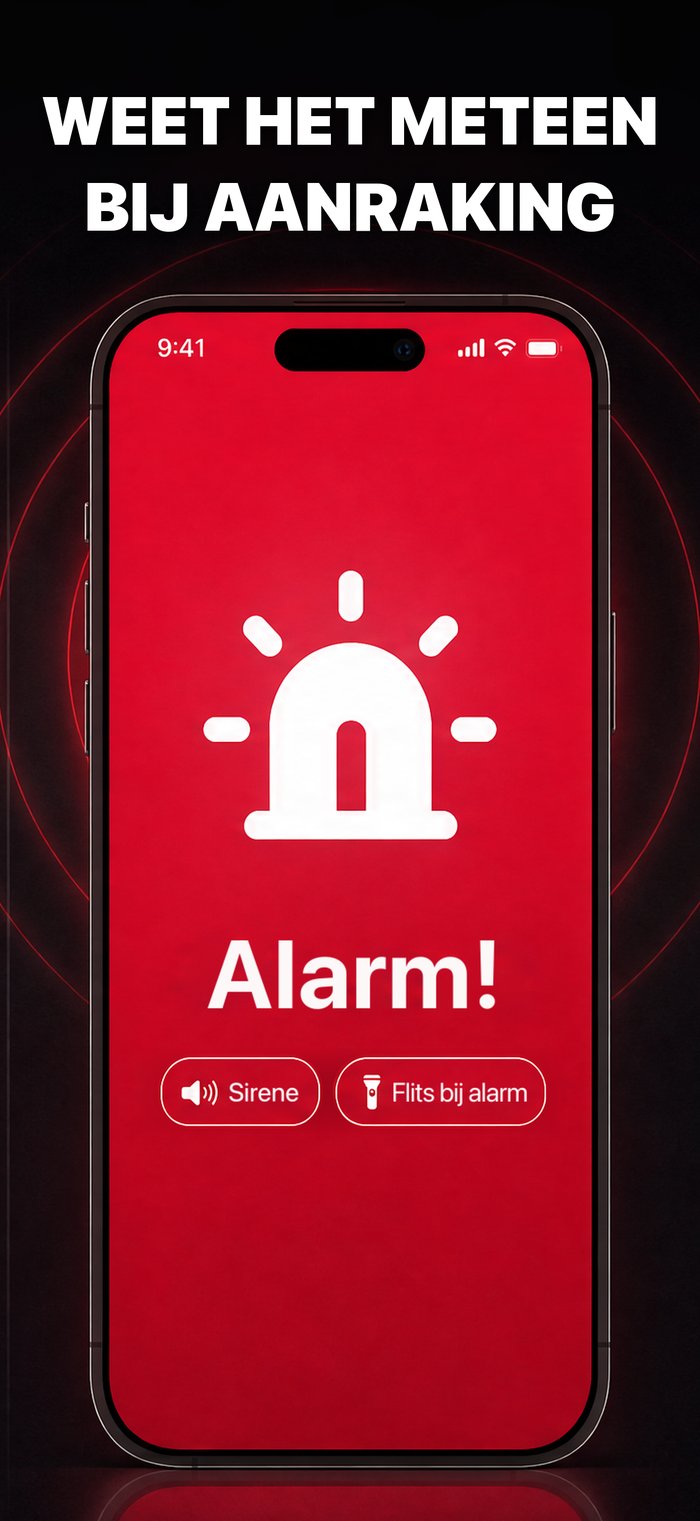 WEET HET METEEN
BIJ AANRAKING
9:41
Alarm!
Sirene
Flits bij alarm